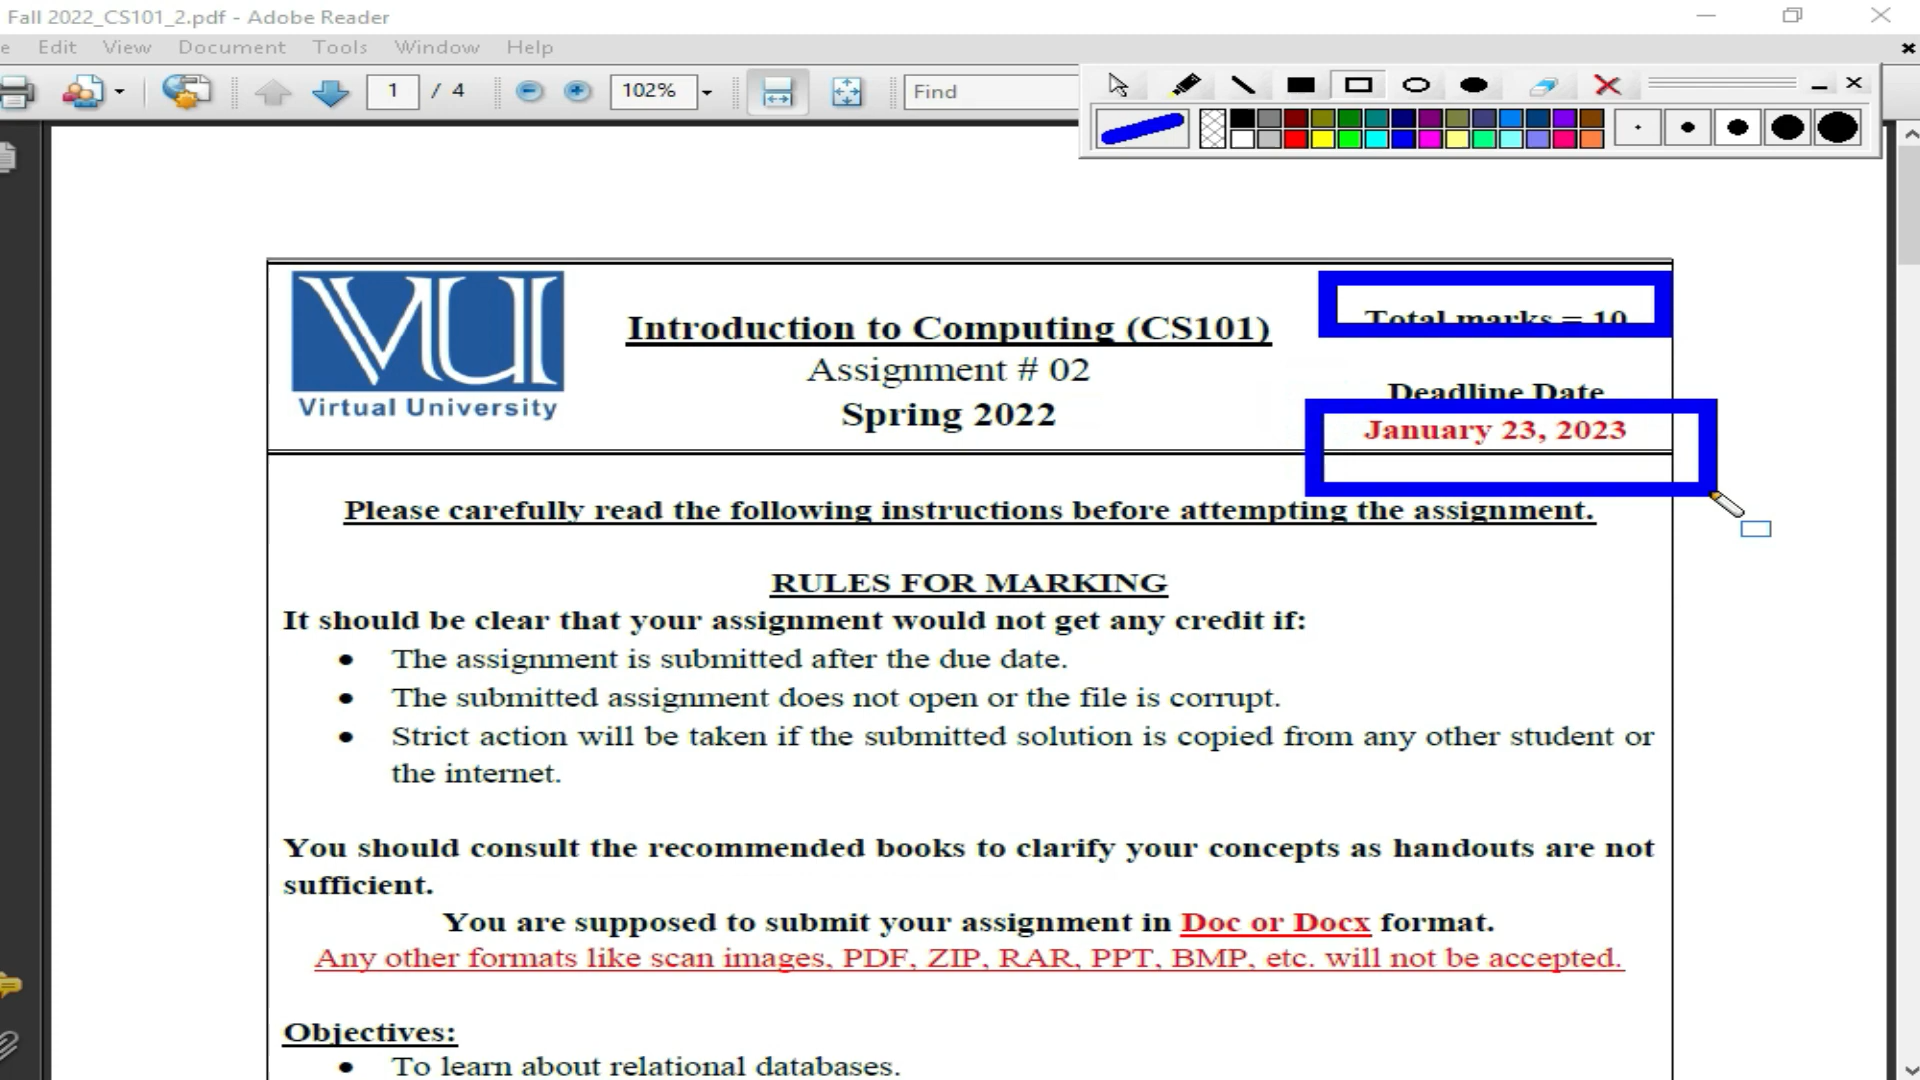 Fall 2022_CS101_2.pdf - Adobe Reader
Edit View Document Tools Window Help
1 / 4 102% Find
VU
Virtual University
Introduction to Computing (CS101)
Assignment # 02
Spring 2022
Total marks = 10
Deadline Date
January 23, 2023
Please carefully read the following instructions before attempting the assignment.
RULES FOR MARKING
It should be clear that your assignment would not get any credit if:
• The assignment is submitted after the due date.
• The submitted assignment does not open or the file is corrupt.
• Strict action will be taken if the submitted solution is copied from any other student or
the internet.
You should consult the recommended books to clarify your concepts as handouts are not
sufficient.
You are supposed to submit your assignment in Doc or Docx format.
Any other formats like scan images, PDF, ZIP, RAR, PPT, BMP, etc. will not be accepted.
Objectives:
• To learn about relational databases.